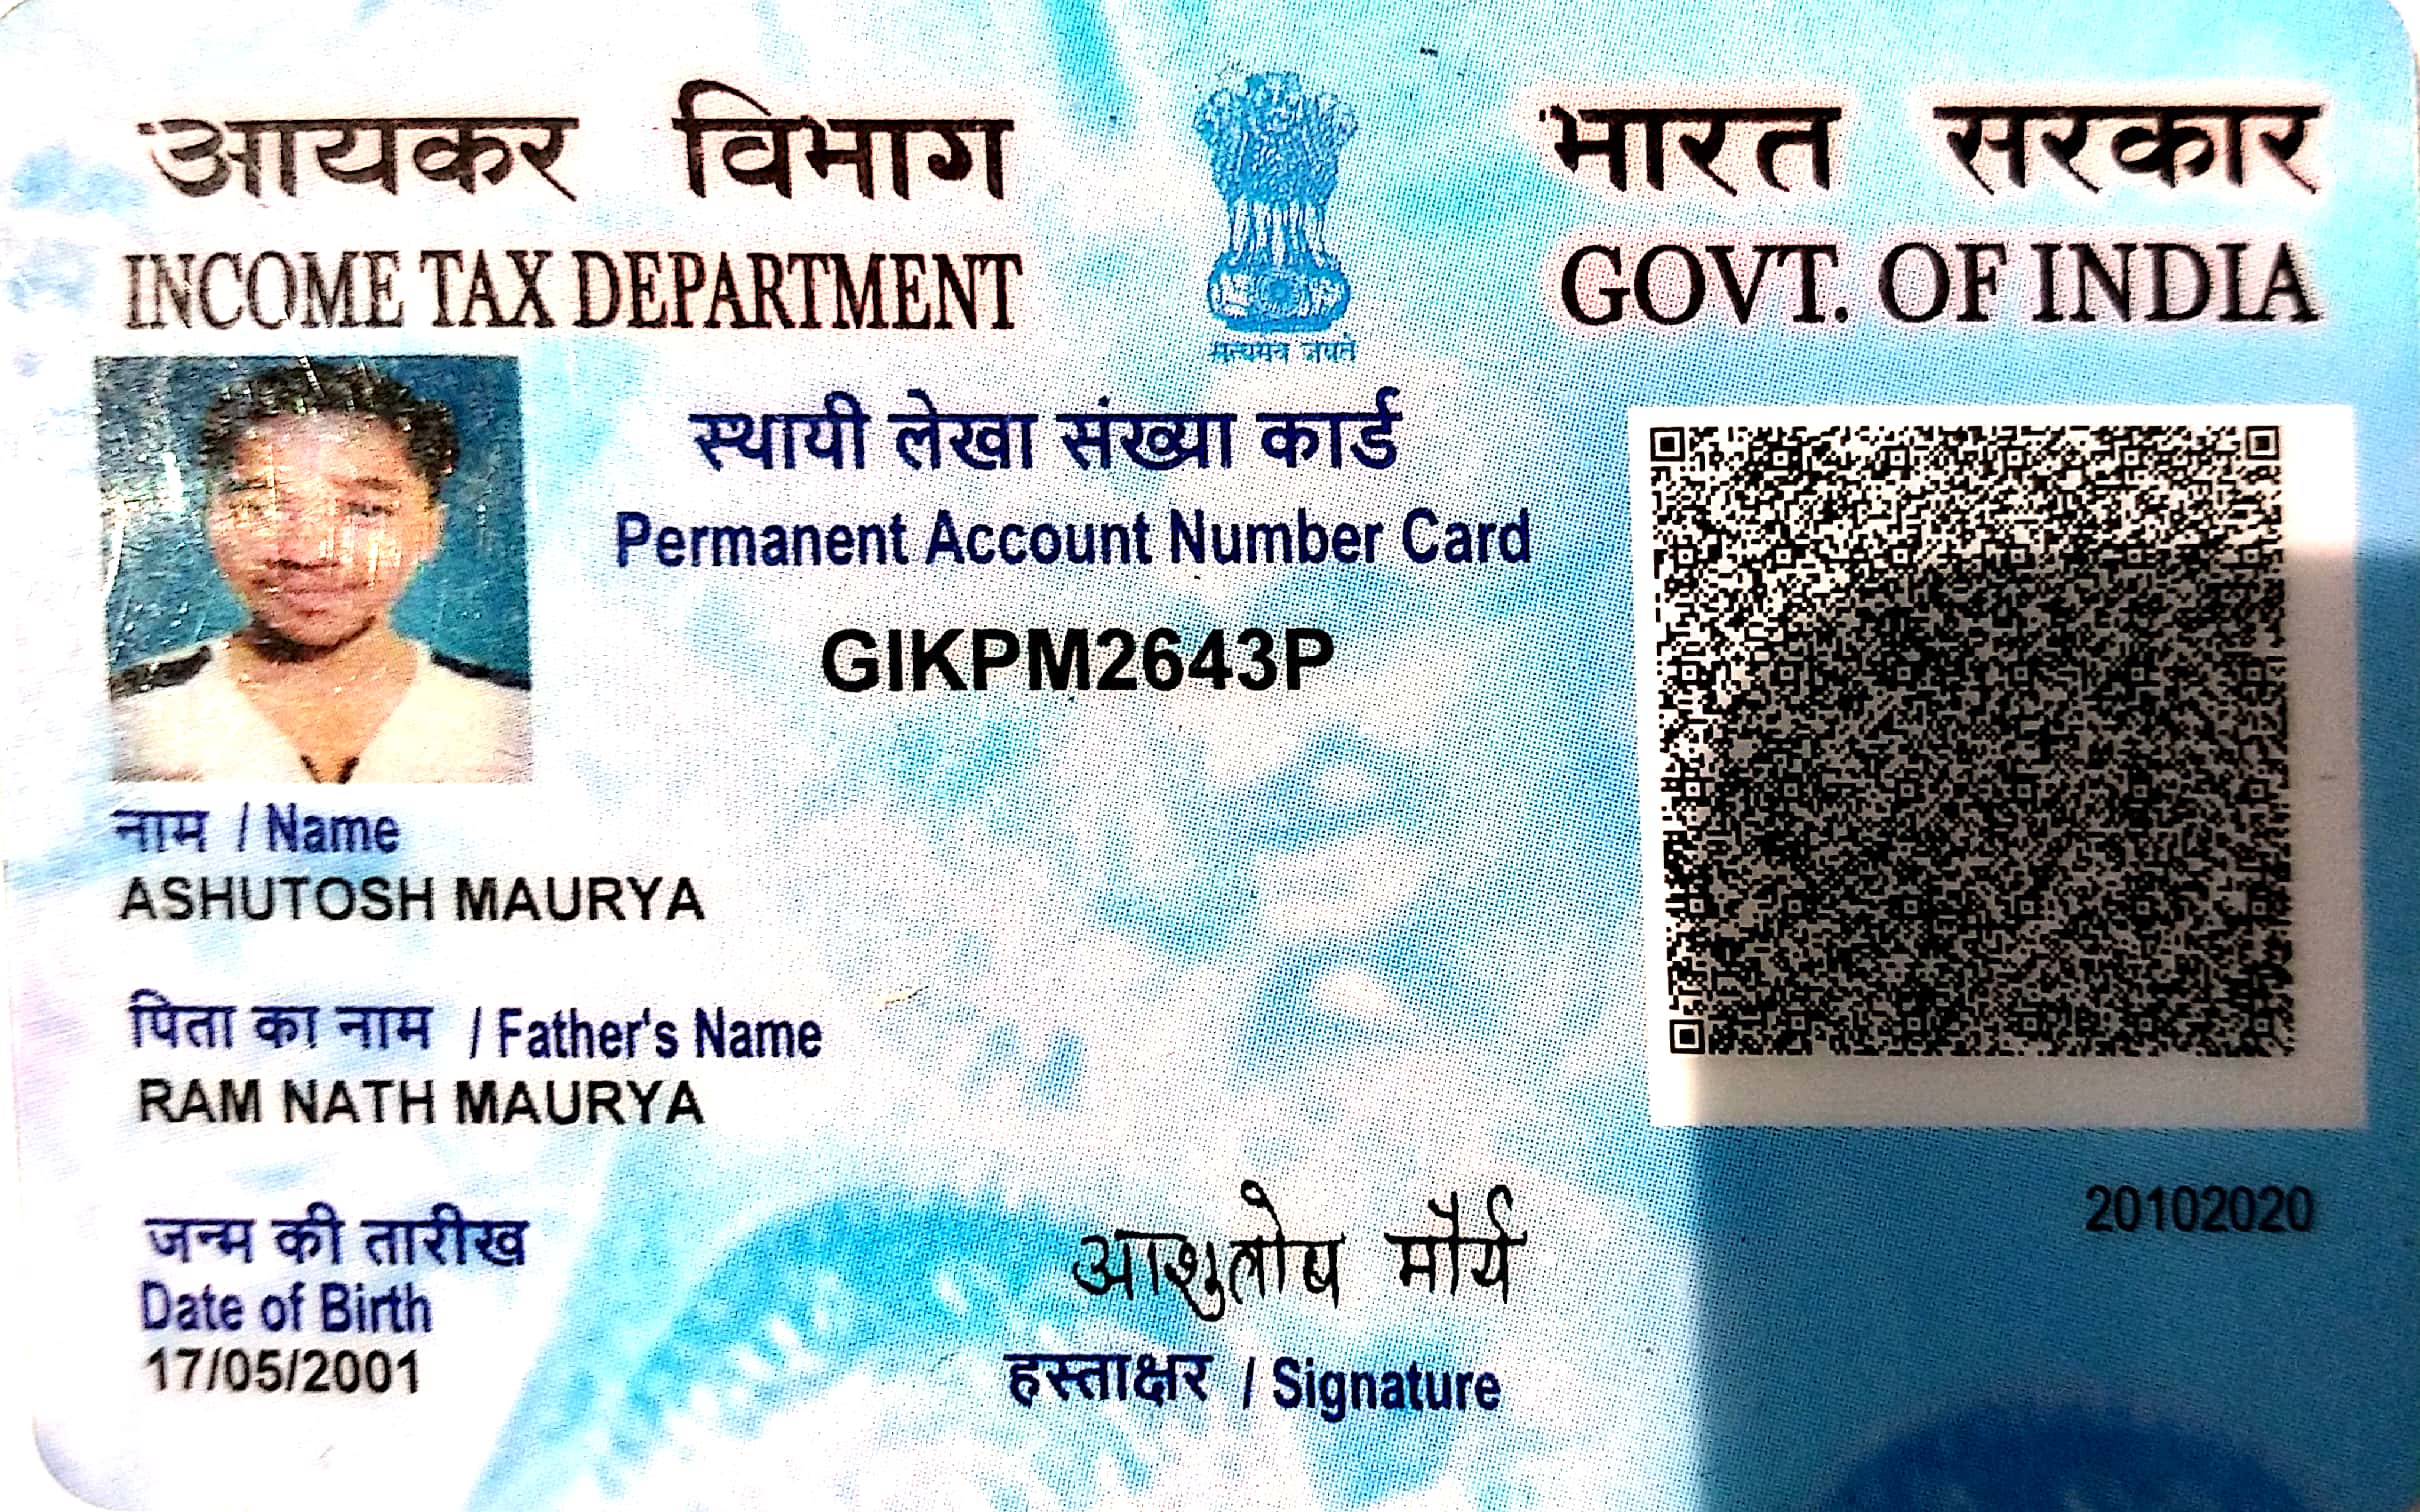 आयकर विभाग
INCOME TAX DEPARTMENT
भारत सरकार
GOVT. OF INDIA
सत्यमेव जयते
स्थायी लेखा संख्या कार्ड
Permanent Account Number Card
GIKPM2643P
नाम / Name
ASHUTOSH MAURYA
पिता का नाम / Father's Name
RAM NATH MAURYA
जन्म की तारीख
Date of Birth
17/05/2001
आशुतोष मौर्य
हस्ताक्षर / Signature
20102020